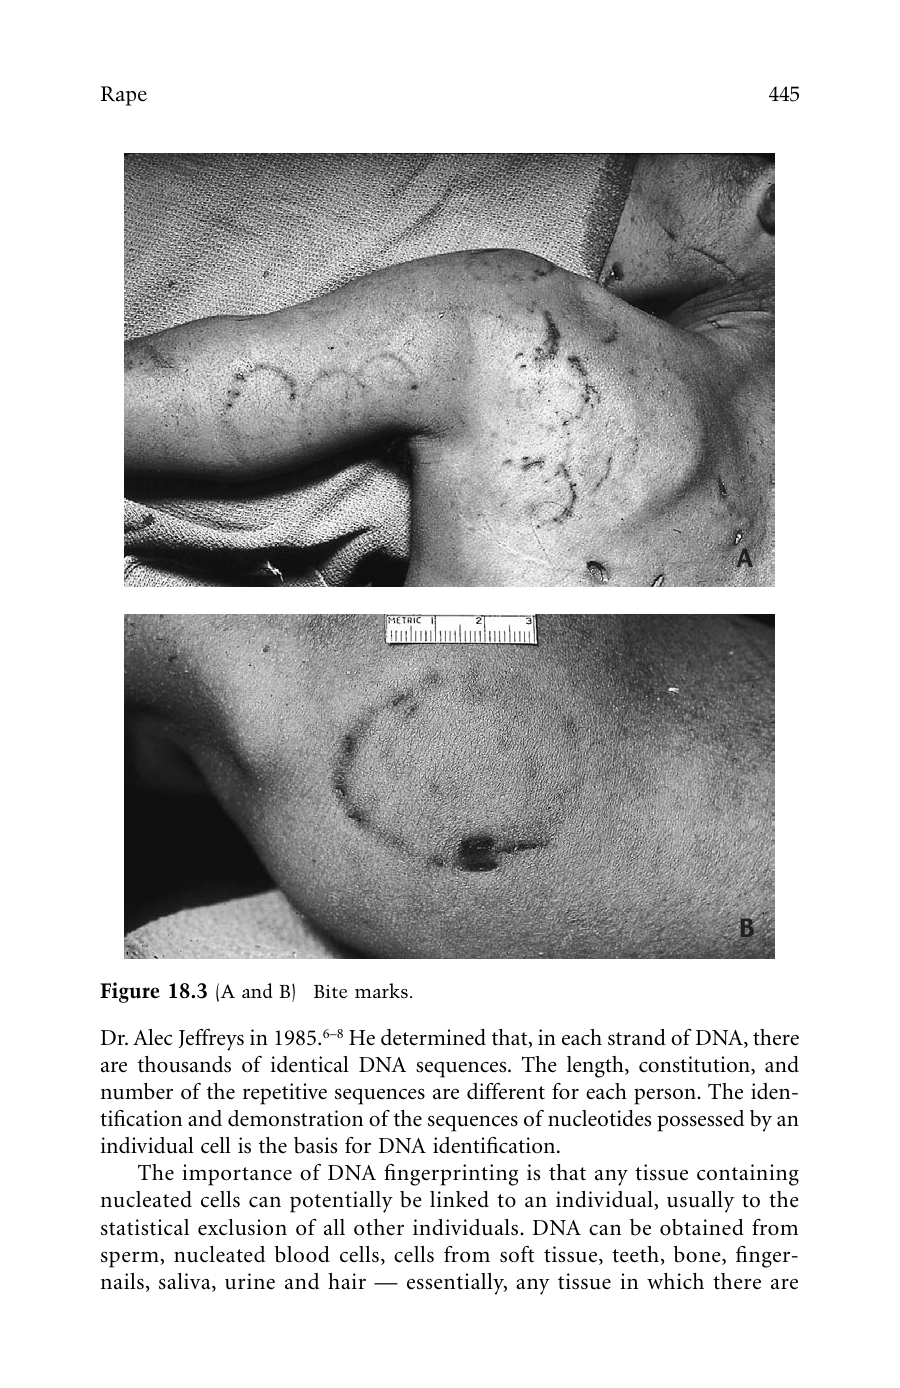 Rape 445
A
METRIC 1 2 3
B
Figure 18.3 (A and B) Bite marks.
Dr. Alec Jeffreys in 1985.6–8 He determined that, in each strand of DNA, there
are thousands of identical DNA sequences. The length, constitution, and
number of the repetitive sequences are different for each person. The iden-
tification and demonstration of the sequences of nucleotides possessed by an
individual cell is the basis for DNA identification.
The importance of DNA fingerprinting is that any tissue containing
nucleated cells can potentially be linked to an individual, usually to the
statistical exclusion of all other individuals. DNA can be obtained from
sperm, nucleated blood cells, cells from soft tissue, teeth, bone, finger-
nails, saliva, urine and hair — essentially, any tissue in which there are